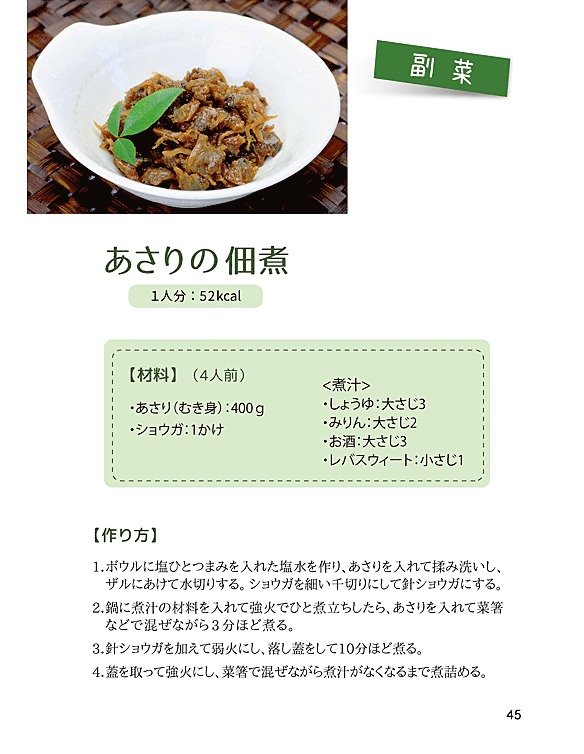 副菜
あさりの佃煮
1人分：52kcal
【材料】（4人前）
・あさり（むき身）：400g
・ショウガ：1かけ
<煮汁>
・しょうゆ：大さじ3
・みりん：大さじ2
・お酒：大さじ3
・レバスウィート：小さじ1
【作り方】
1.ボウルに塩ひとつまみを入れた塩水を作り、あさりを入れて揉み洗いし、
ザルにあけて水切りする。ショウガを細い千切りにして針ショウガにする。
2.鍋に煮汁の材料を入れて強火でひと煮立ちしたら、あさりを入れて菜箸
などで混ぜながら3分ほど煮る。
3.針ショウガを加えて弱火にし、落し蓋をして10分ほど煮る。
4.蓋を取って強火にし、菜箸で混ぜながら煮汁がなくなるまで煮詰める。
45